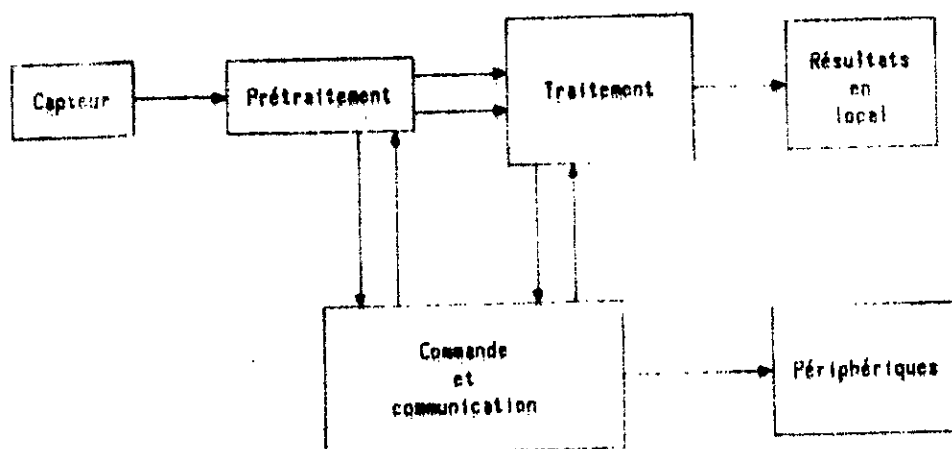 Capteur
Prétraitement
Traitement
Résultats
en
local
Commande
et
communication
Périphériques